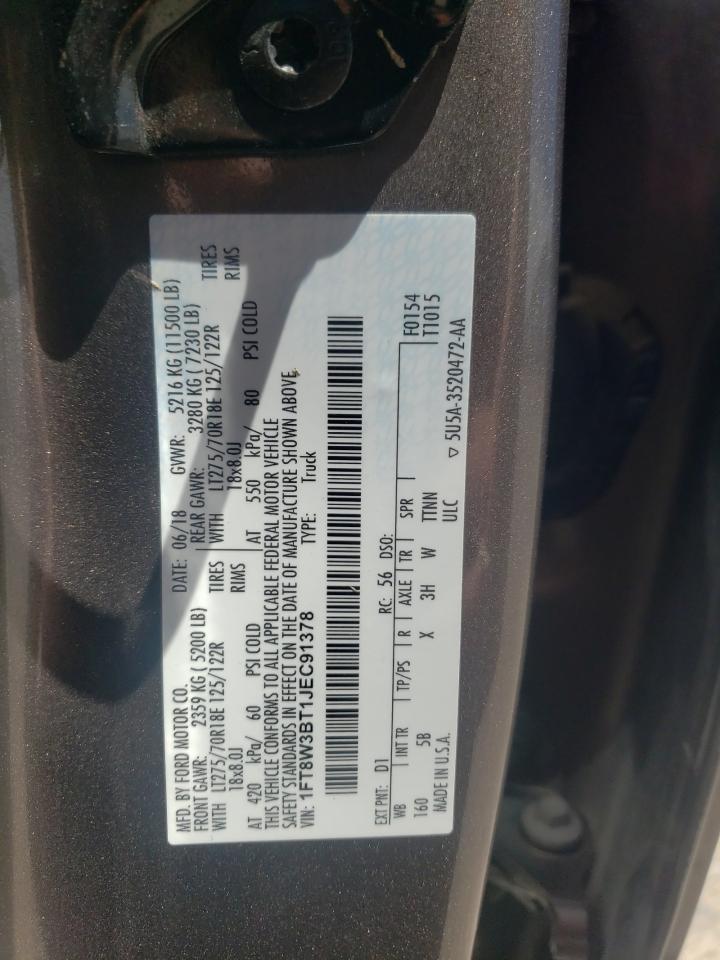 MFD. BY FORD MOTOR CO.
DATE: 06/18 GVWR: 5216 KG (11500 LB)
FRONT GAWR: 2359 KG ( 5200 LB) REAR GAWR: 3280 KG ( 7230 LB)
WITH LT275/70R18E 125/122R TIRES WITH LT275/70R18E 125/122R TIRES
18x8.0J RIMS 18x8.0J RIMS
AT 420 kPa/ 60 PSI COLD AT 550 kPa/ 80 PSI COLD
THIS VEHICLE CONFORMS TO ALL APPLICABLE FEDERAL MOTOR VEHICLE
SAFETY STANDARDS IN EFFECT ON THE DATE OF MANUFACTURE SHOWN ABOVE.
VIN: 1FT8W3BT1JEC91378 TYPE: Truck
EXT PNT: D1 RC: 56 DSO: F0154
WB INT TR TP/PS R AXLE TR SPR T1015
160 5B X 3H W TTNN
MADE IN U.S.A. ULC ▽ 5U5A-3520472-AA